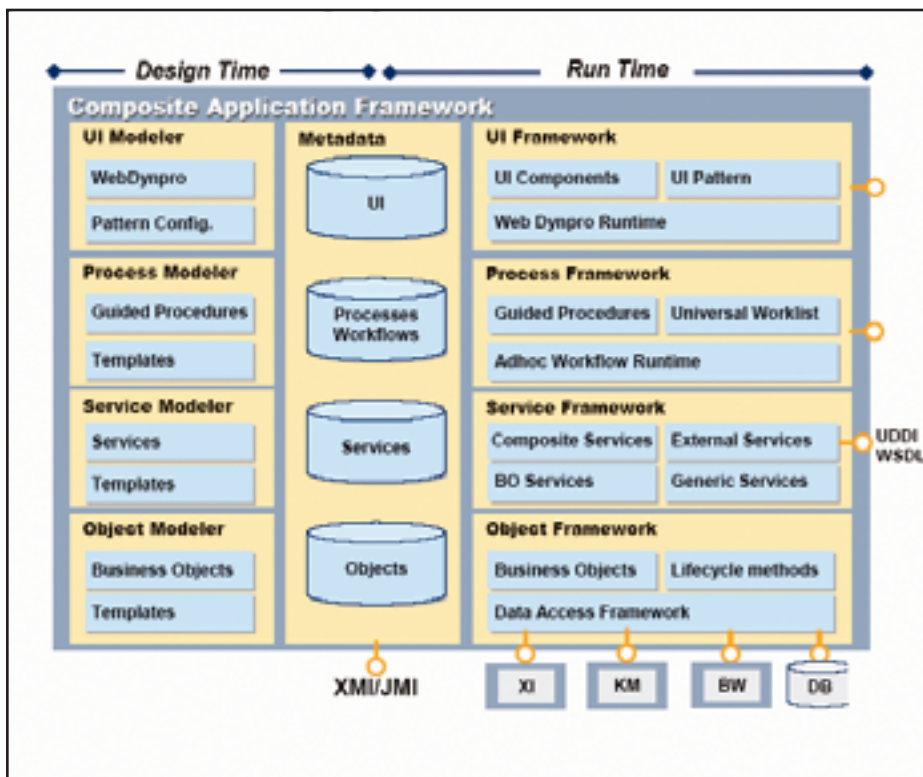 Design Time
Run Time
Composite Application Framework
UI Modeler
WebDynpro
Pattern Config.
Process Modeler
Guided Procedures
Templates
Service Modeler
Services
Templates
Object Modeler
Business Objects
Templates
Metadata
UI
Processes
Workflows
Services
Objects
XMI/JMI
UI Framework
UI Components
UI Pattern
Web Dynpro Runtime
Process Framework
Guided Procedures
Universal Worklist
Adhoc Workflow Runtime
Service Framework
Composite Services
External Services
BO Services
Generic Services
UDDI
WSDL
Object Framework
Business Objects
Lifecycle methods
Data Access Framework
XI
KM
BW
DB